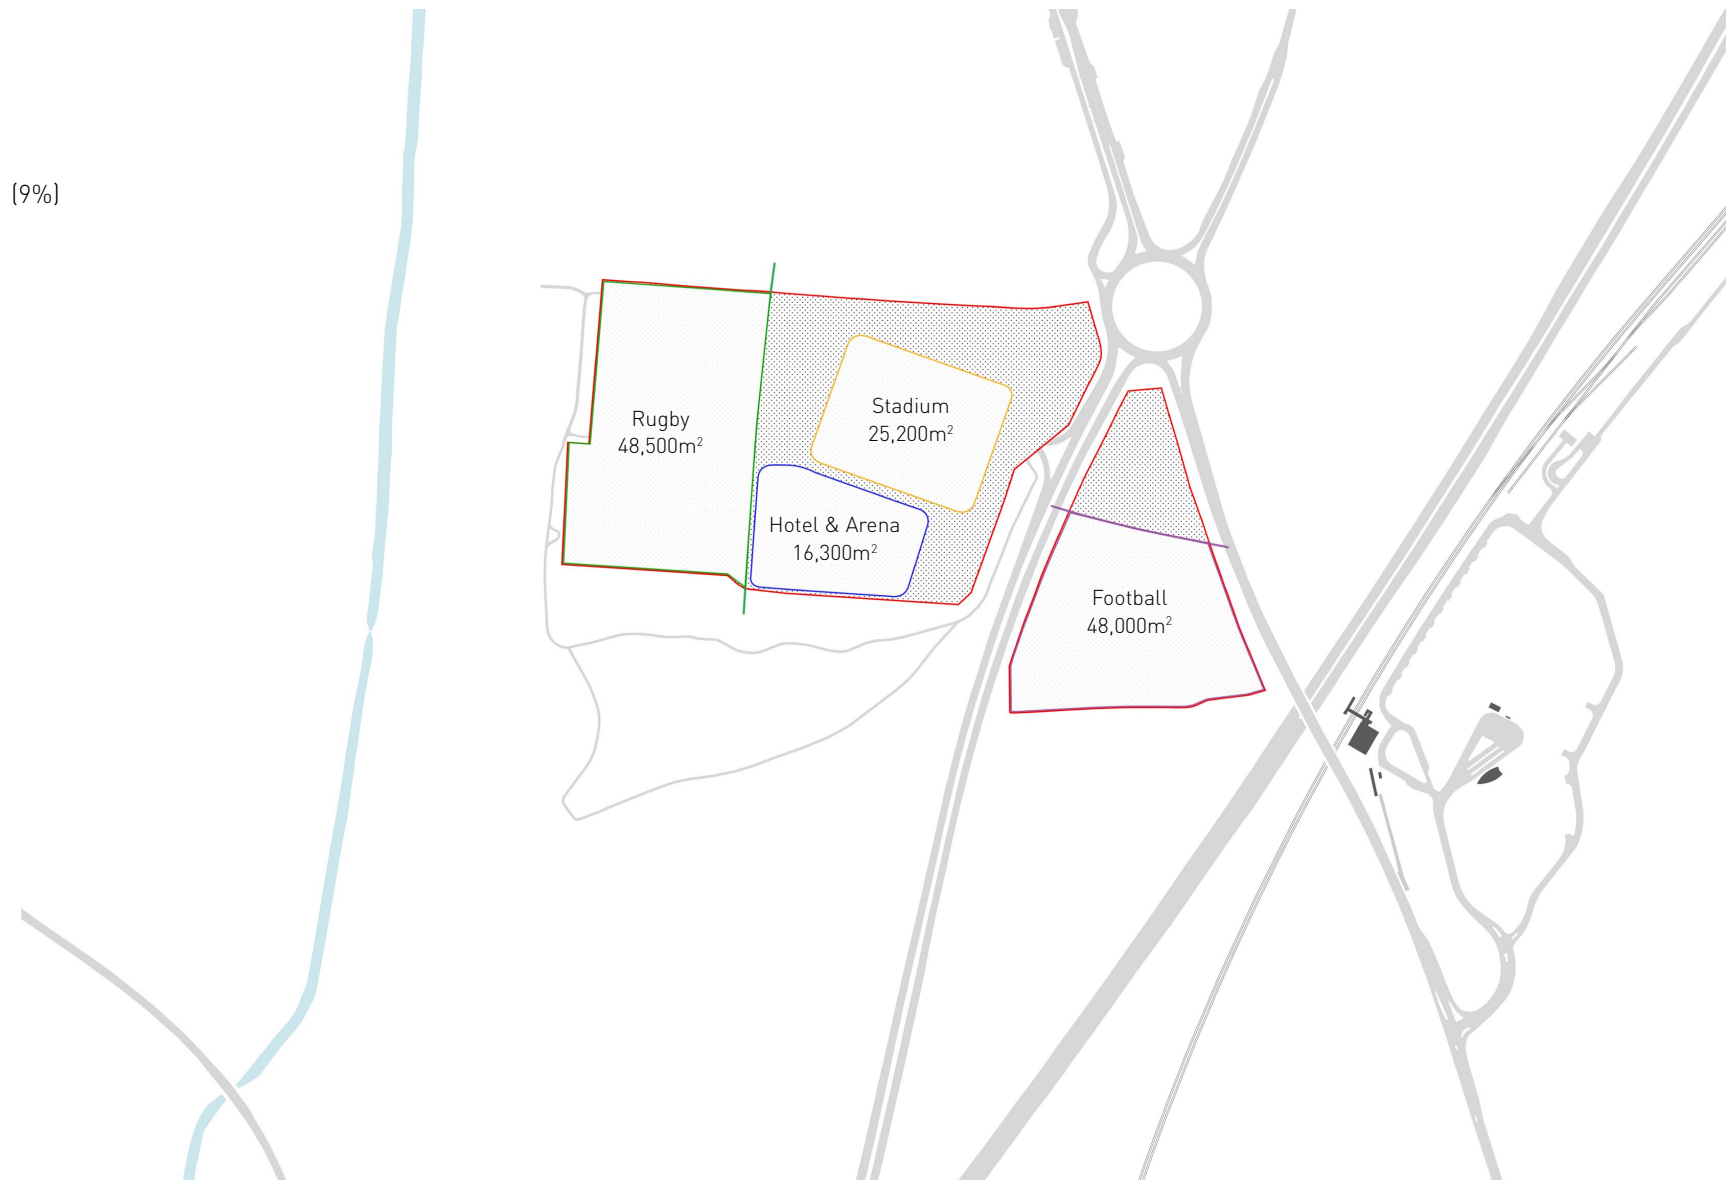 (9%)
Rugby
48,500m²
Stadium
25,200m²
Hotel & Arena
16,300m²
Football
48,000m²